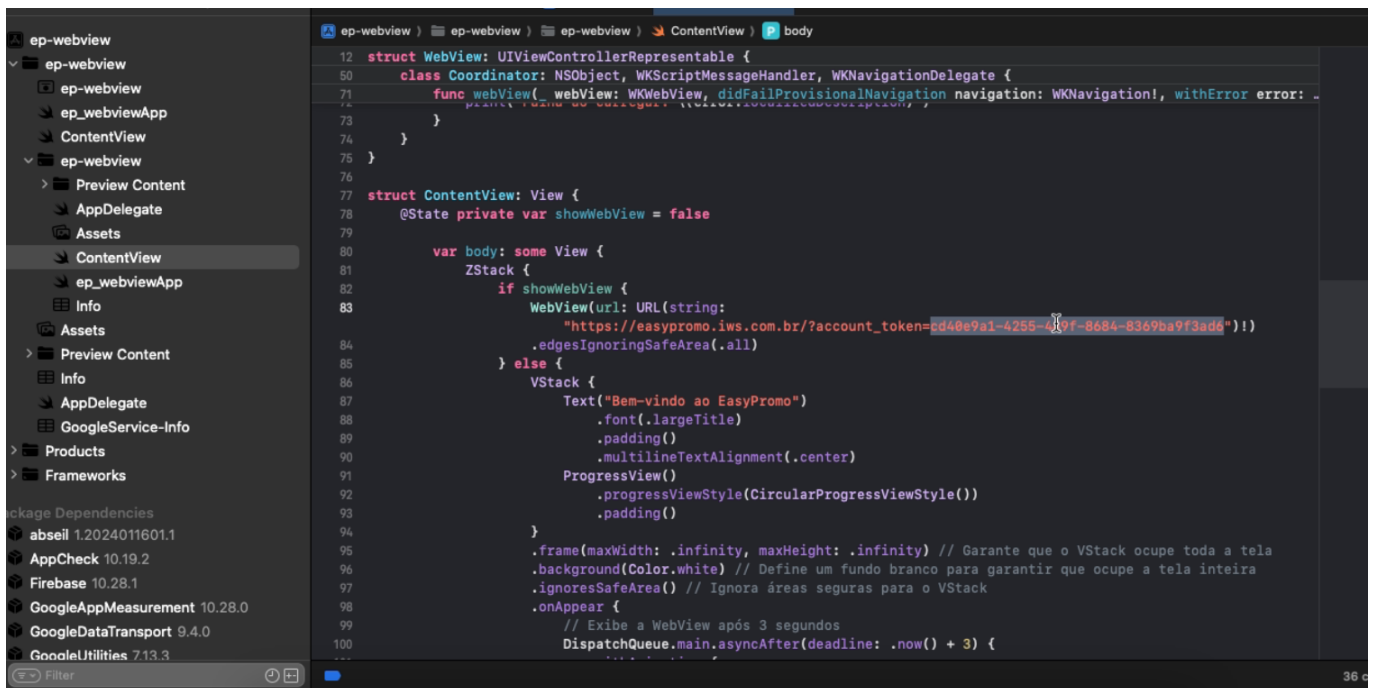 ep-webview
ep-webview
ep-webview
ep_webviewApp
ContentView
ep-webview
Preview Content
AppDelegate
Assets
ContentView
ep_webviewApp
Info
Assets
Preview Content
Info
AppDelegate
GoogleService-Info
Products
Frameworks
ckage Dependencies
abseil 1.2024011601.1
AppCheck 10.19.2
Firebase 10.28.1
GoogleAppMeasurement 10.28.0
GoogleDataTransport 9.4.0
GoogleUtilities 7.13.3
Filter
ep-webview › ep-webview › ep-webview › ContentView › P body
12 struct WebView: UIViewControllerRepresentable {
50 class Coordinator: NSObject, WKScriptMessageHandler, WKNavigationDelegate {
71 func webView(_ webView: WKWebView, didFailProvisionalNavigation navigation: WKNavigation!, withError error: …
73 }
74 }
75 }
76
77 struct ContentView: View {
78 @State private var showWebView = false
79
80 var body: some View {
81 ZStack {
82 if showWebView {
83 WebView(url: URL(string:
"https://easypromo.iws.com.br/?account_token=cd40e9a1-4255-4 9f-8684-8369ba9f3ad6")!)
84 .edgesIgnoringSafeArea(.all)
85 } else {
86 VStack {
87 Text("Bem-vindo ao EasyPromo")
88 .font(.largeTitle)
89 .padding()
90 .multilineTextAlignment(.center)
91 ProgressView()
92 .progressViewStyle(CircularProgressViewStyle())
93 .padding()
94 }
95 .frame(maxWidth: .infinity, maxHeight: .infinity) // Garante que o VStack ocupe toda a tela
96 .background(Color.white) // Define um fundo branco para garantir que ocupe a tela inteira
97 .ignoresSafeArea() // Ignora áreas seguras para o VStack
98 .onAppear {
99 // Exibe a WebView após 3 segundos
100 DispatchQueue.main.asyncAfter(deadline: .now() + 3) {
36 c